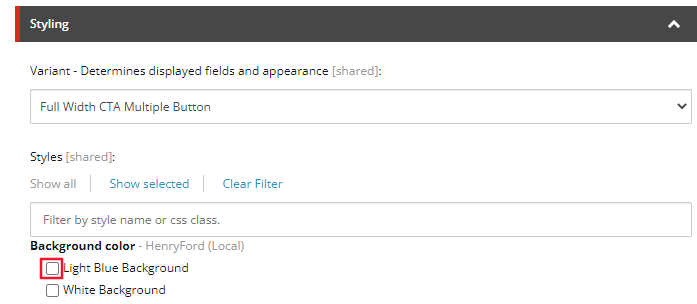 Styling
Variant - Determines displayed fields and appearance [shared]:
Full Width CTA Multiple Button
Styles [shared]:
Show all Show selected Clear Filter
Filter by style name or css class.
Background color - HenryFord (Local)
Light Blue Background
White Background